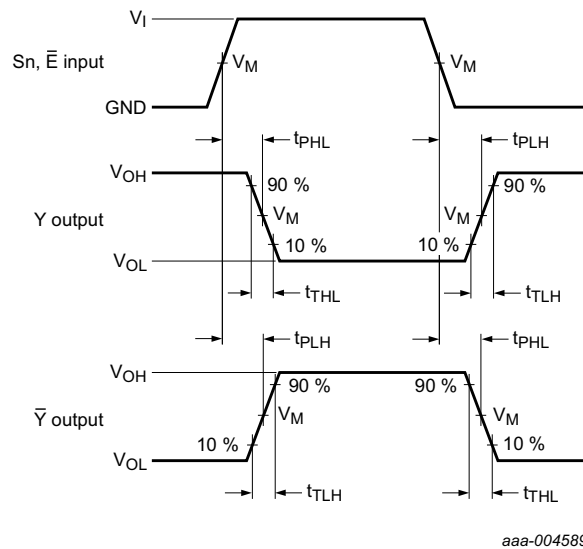 V_I
Sn, E̅ input
V_M V_M
GND
t_PHL t_PLH
V_OH
90 % 90 %
Y output
V_M V_M
10 % 10 %
V_OL
t_THL t_TLH
t_PLH t_PHL
V_OH
90 % 90 %
Y̅ output
V_M V_M
10 % 10 %
V_OL
t_TLH t_THL
aaa-004589